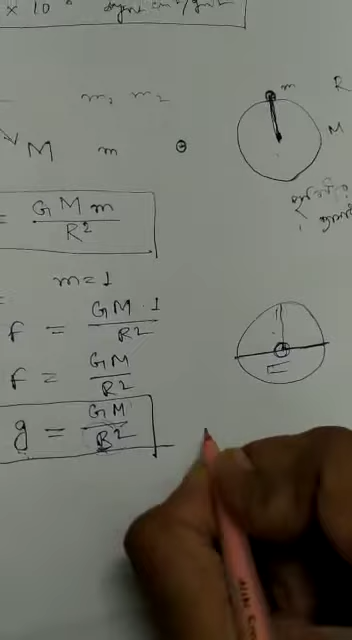 × 10
m₁ m₂
m R
M m M
= GMm/R²
m = 1
F = GM·1/R²
F = GM/R²
E
g = GM/R²